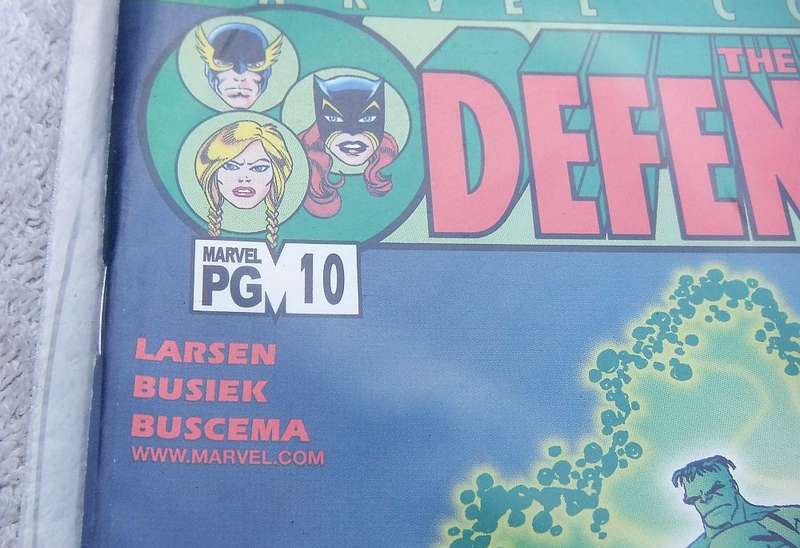 THE
DEFEN
MARVEL
PG 10
LARSEN
BUSIEK
BUSCEMA
WWW.MARVEL.COM